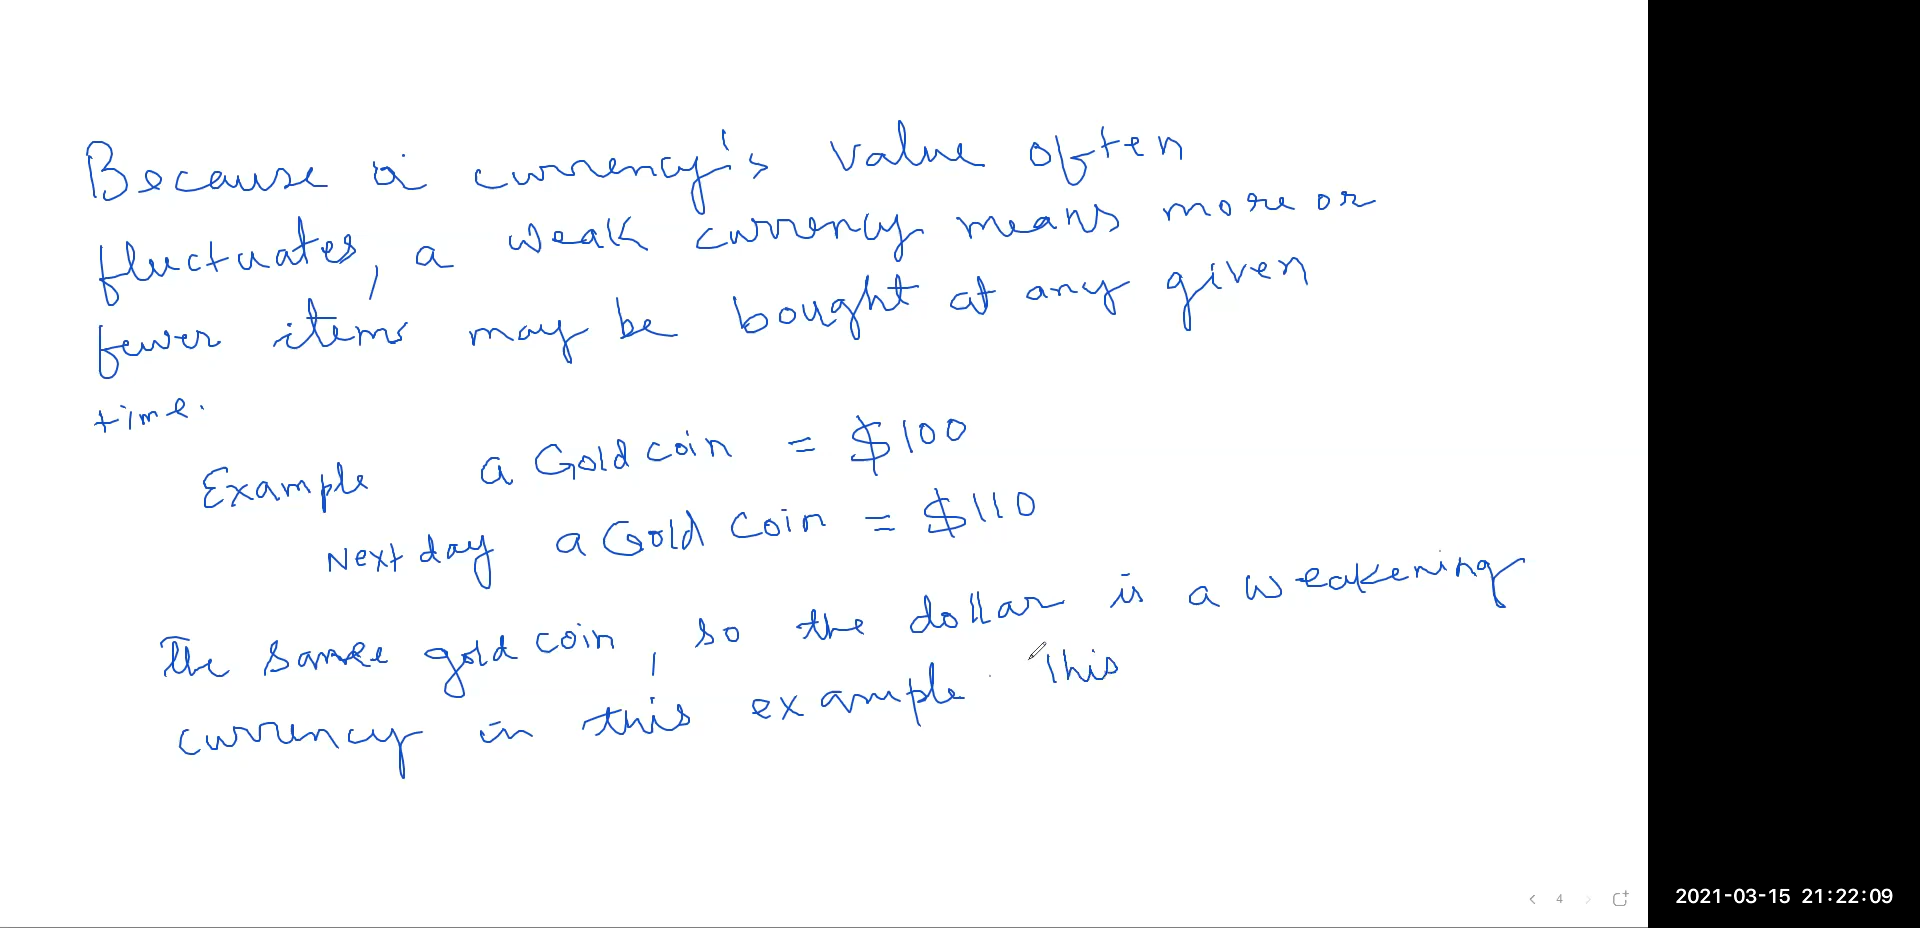 Because a currency's value often
fluctuates, a weak currency means more or
fewer items may be bought at any given
time.
Example a Gold coin = $100
Next day a Gold coin = $110
The same gold coin, so the dollar is a weakening
currency in this example. This
4
2021-03-15 21:22:09